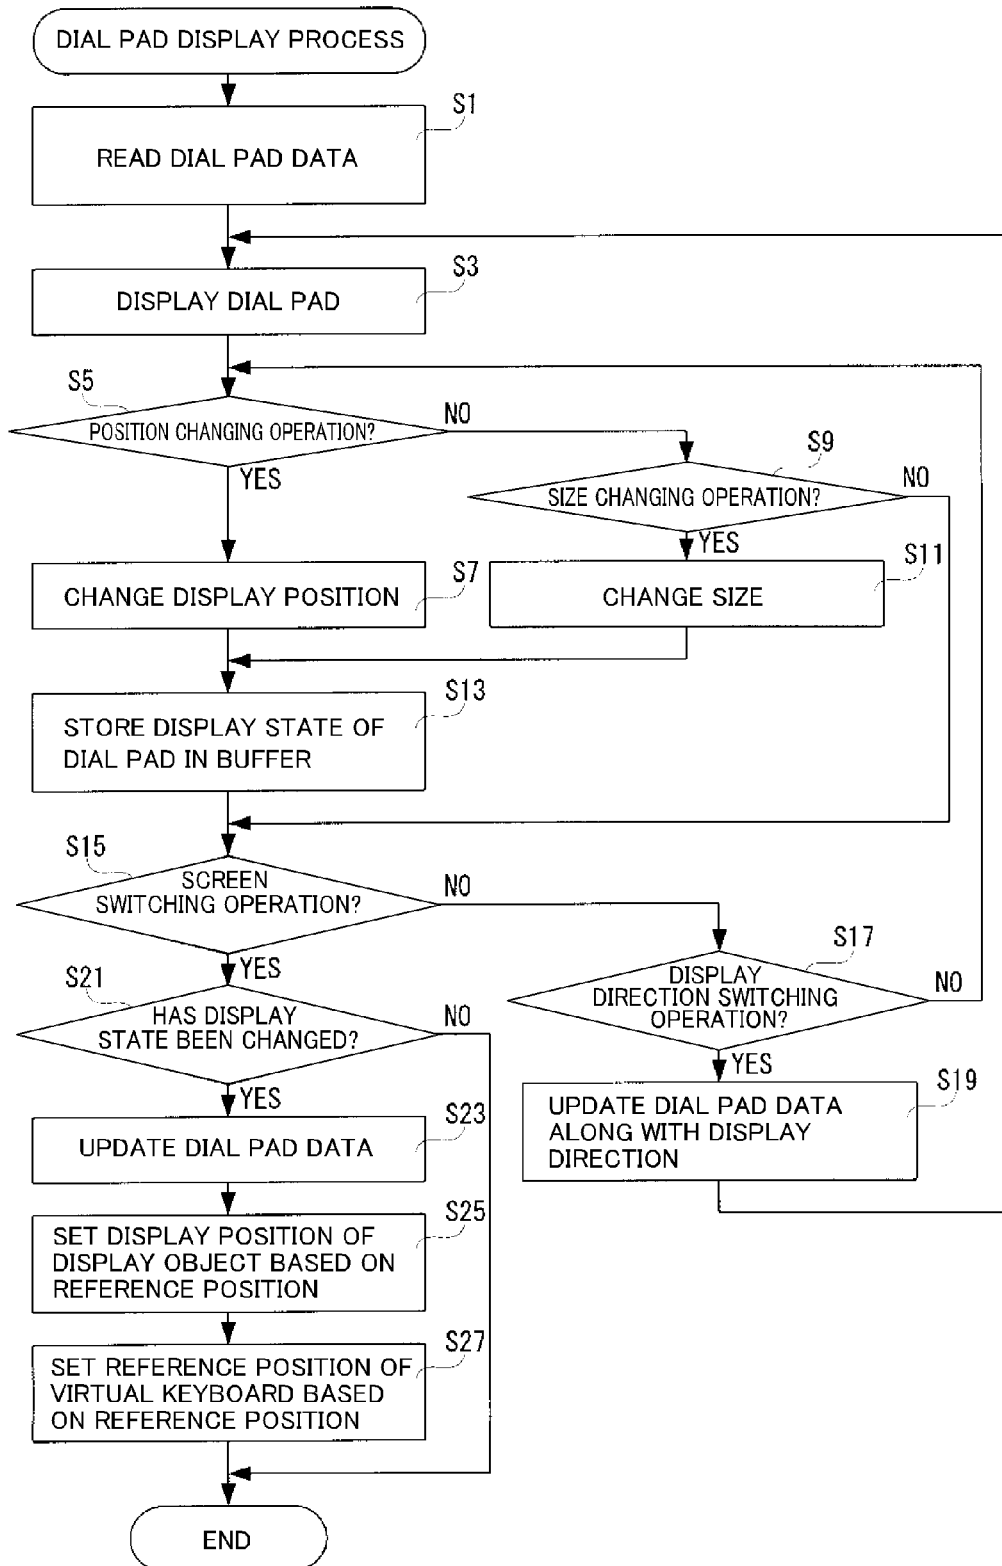 DIAL PAD DISPLAY PROCESS
S1
READ DIAL PAD DATA
S3
DISPLAY DIAL PAD
S5
POSITION CHANGING OPERATION?
NO
YES
S9
SIZE CHANGING OPERATION?
NO
YES
S7
CHANGE DISPLAY POSITION
S11
CHANGE SIZE
S13
STORE DISPLAY STATE OF
DIAL PAD IN BUFFER
S15
SCREEN
SWITCHING OPERATION?
NO
YES
S17
DISPLAY
DIRECTION SWITCHING
OPERATION?
NO
YES
S21
HAS DISPLAY
STATE BEEN CHANGED?
NO
YES
S19
UPDATE DIAL PAD DATA
ALONG WITH DISPLAY
DIRECTION
S23
UPDATE DIAL PAD DATA
S25
SET DISPLAY POSITION OF
DISPLAY OBJECT BASED ON
REFERENCE POSITION
S27
SET REFERENCE POSITION OF
VIRTUAL KEYBOARD BASED
ON REFERENCE POSITION
END